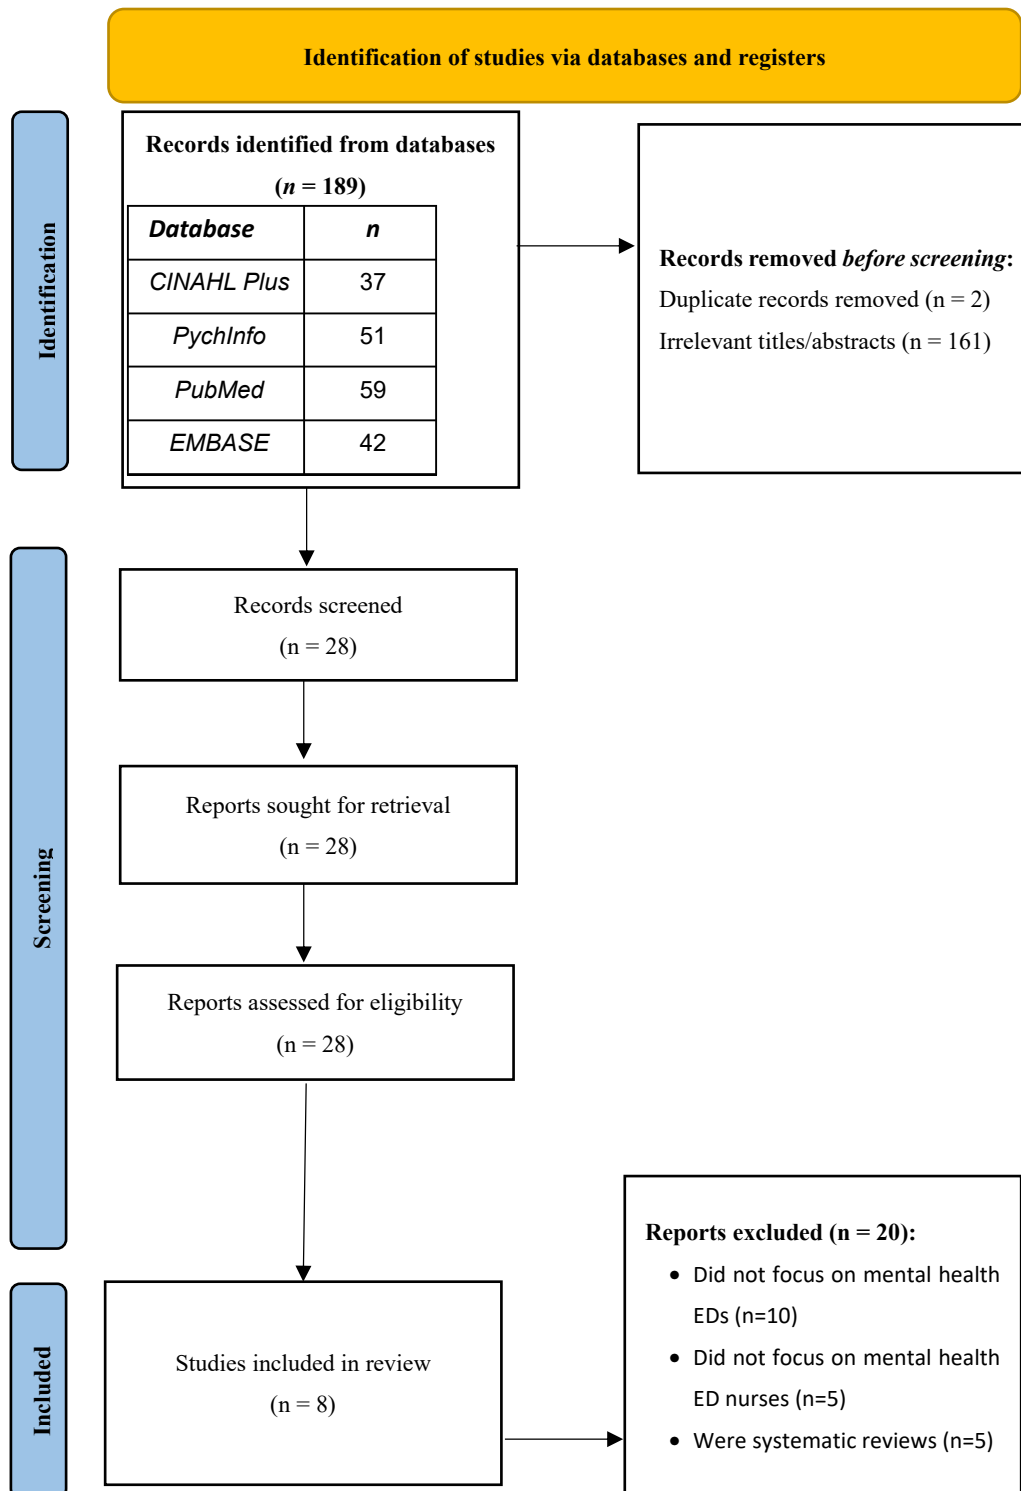 Identification of studies via databases and registers
Identification
Records identified from databases
(n = 189)
Database n
CINAHL Plus 37
PychInfo 51
PubMed 59
EMBASE 42
Records removed before screening:
Duplicate records removed (n = 2)
Irrelevant titles/abstracts (n = 161)
Screening
Records screened
(n = 28)
Reports sought for retrieval
(n = 28)
Reports assessed for eligibility
(n = 28)
Included
Studies included in review
(n = 8)
Reports excluded (n = 20):
• Did not focus on mental health
EDs (n=10)
• Did not focus on mental health
ED nurses (n=5)
• Were systematic reviews (n=5)